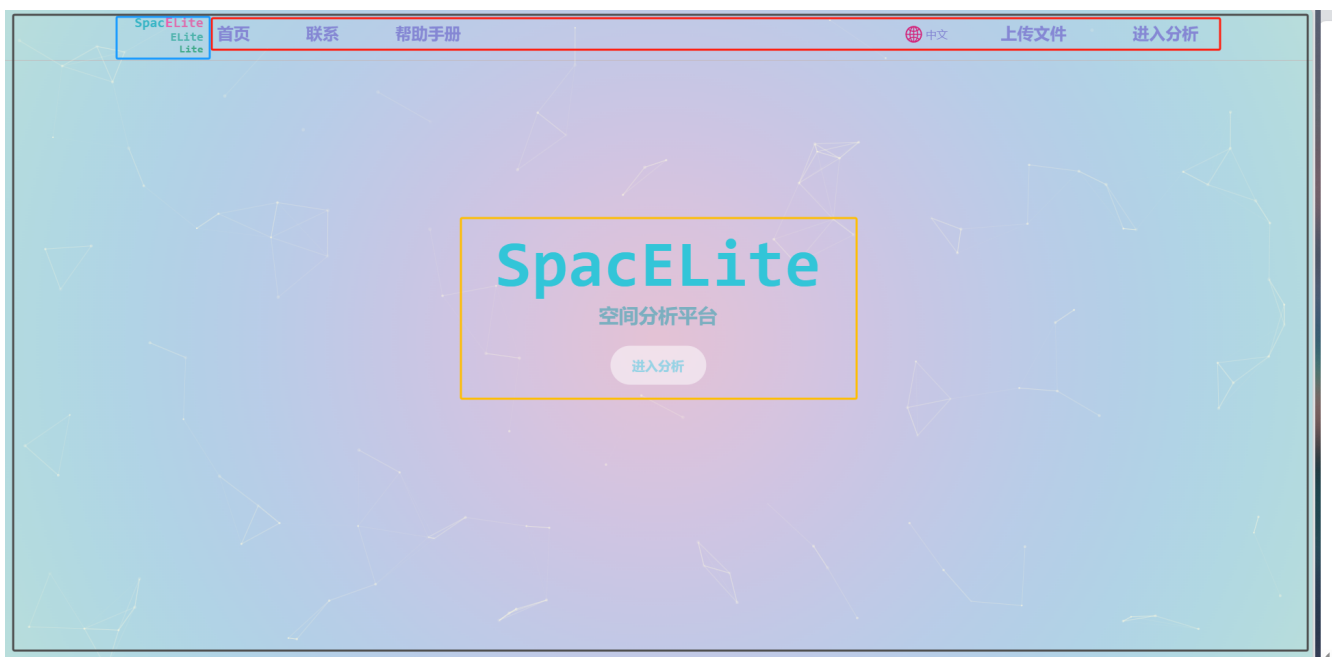 SpacELite
ELite
Lite
首页 联系 帮助手册 中文 上传文件 进入分析
SpacELite
空间分析平台
进入分析